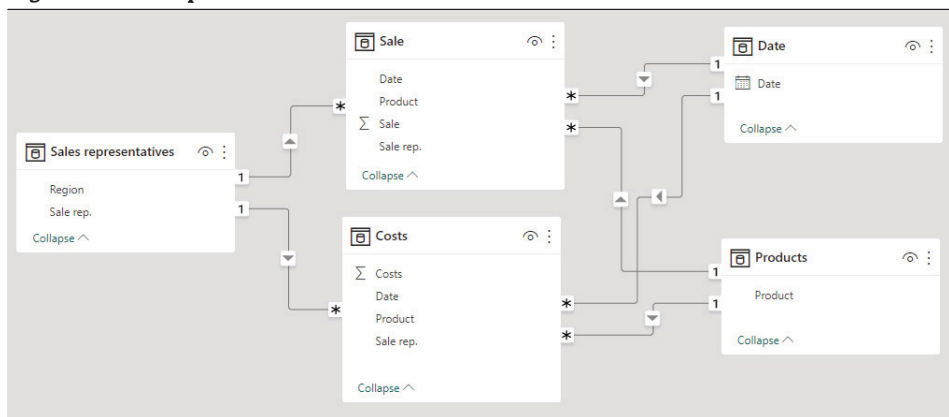 Sale
Date
Product
Σ Sale
Sale rep.
Collapse
Date
Date
Collapse
Sales representatives
Region
Sale rep.
Collapse
Costs
Σ Costs
Date
Product
Sale rep.
Collapse
Products
Product
Collapse
1
1
*
*
*
1
1
*
*
*
1
1